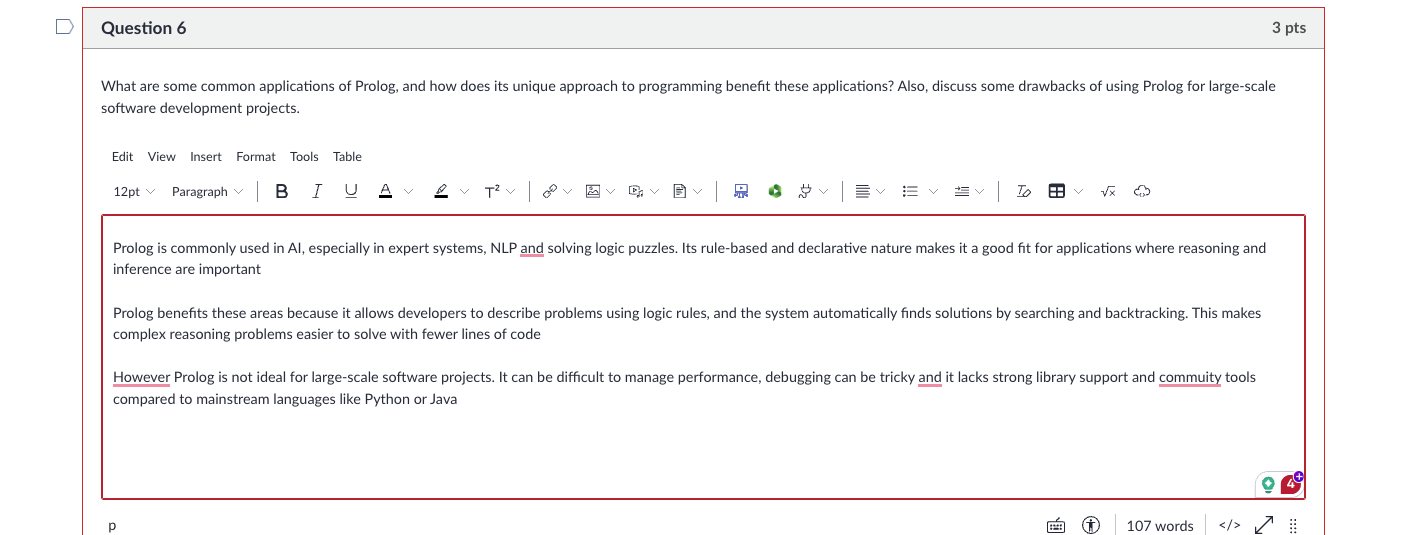 Question 6
3 pts
What are some common applications of Prolog, and how does its unique approach to programming benefit these applications? Also, discuss some drawbacks of using Prolog for large-scale
software development projects.
Edit View Insert Format Tools Table
12pt Paragraph B I U A T²
Prolog is commonly used in AI, especially in expert systems, NLP and solving logic puzzles. Its rule-based and declarative nature makes it a good fit for applications where reasoning and
inference are important
Prolog benefits these areas because it allows developers to describe problems using logic rules, and the system automatically finds solutions by searching and backtracking. This makes
complex reasoning problems easier to solve with fewer lines of code
However Prolog is not ideal for large-scale software projects. It can be difficult to manage performance, debugging can be tricky and it lacks strong library support and commuity tools
compared to mainstream languages like Python or Java
4
p
107 words </>